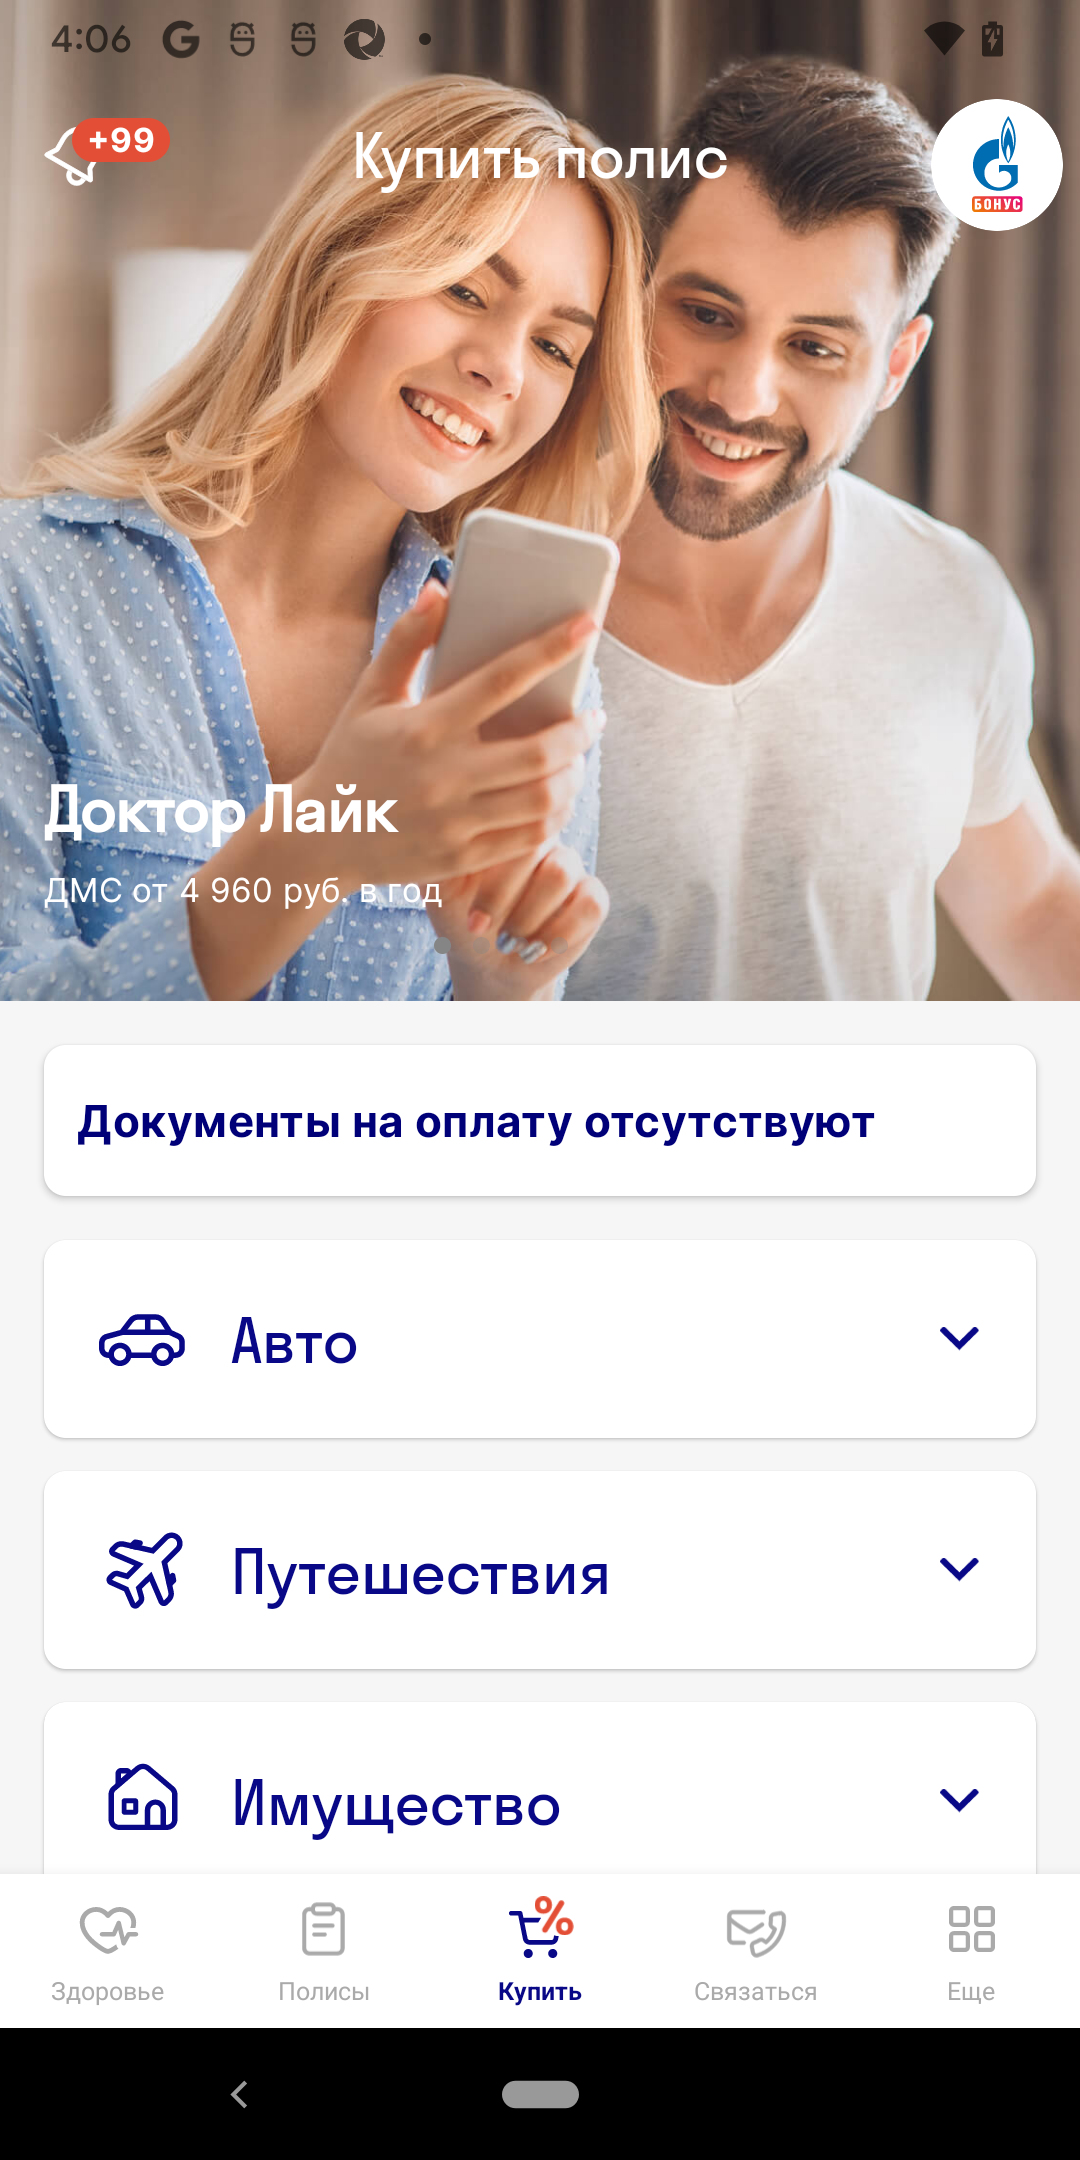 4:06
+99
Купить полис
БОНУС
Доктор Лайк
ДМС от 4 960 руб. в год
Документы на оплату отсутствуют
Авто
Путешествия
Имущество
Здоровье
Полисы
Купить
Связаться
Еще